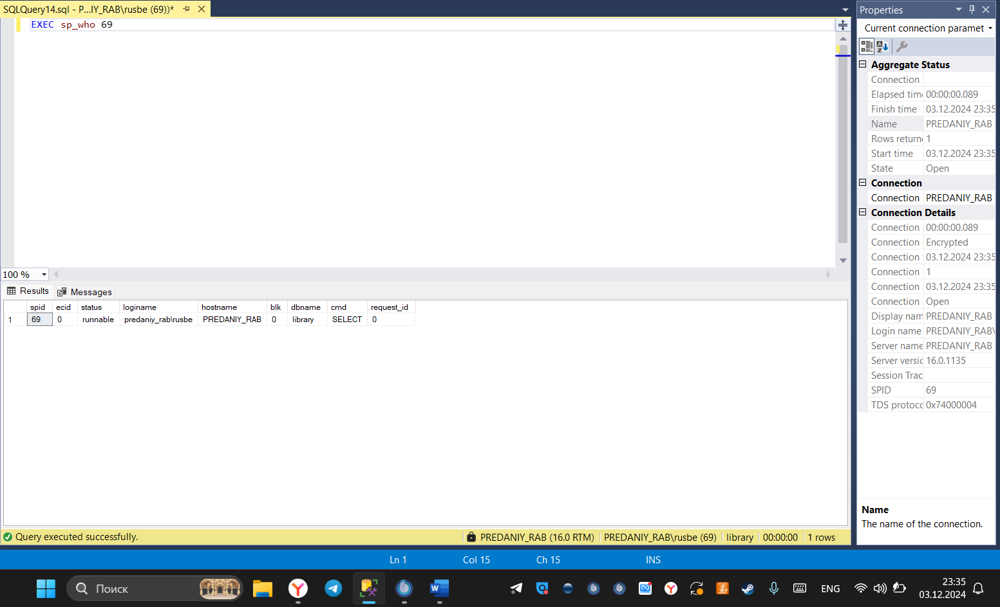 SQLQuery14.sql - P...IY_RAB\rusbe (69))*
EXEC sp_who 69
100 %
Results
Messages
spid ecid status loginame hostname blk dbname cmd request_id
1 69 0 runnable predaniy_rab\rusbe PREDANIY_RAB 0 library SELECT 0
Query executed successfully.
PREDANIY_RAB (16.0 RTM) PREDANIY_RAB\rusbe (69) library 00:00:00 1 rows
Properties
Current connection paramet
Aggregate Status
Connection
Elapsed time 00:00:00.089
Finish time 03.12.2024 23:35
Name PREDANIY_RAB
Rows returne 1
Start time 03.12.2024 23:35
State Open
Connection
Connection PREDANIY_RAB
Connection Details
Connection 00:00:00.089
Connection Encrypted
Connection 03.12.2024 23:35
Connection 1
Connection 03.12.2024 23:35
Connection Open
Display nam PREDANIY_RAB
Login name PREDANIY_RAB\
Server name PREDANIY_RAB
Server versic 16.0.1135
Session Trac
SPID 69
TDS protocc 0x74000004
Name
The name of the connection.
Ln 1 Col 15 Ch 15 INS
Поиск
ENG
23:35
03.12.2024